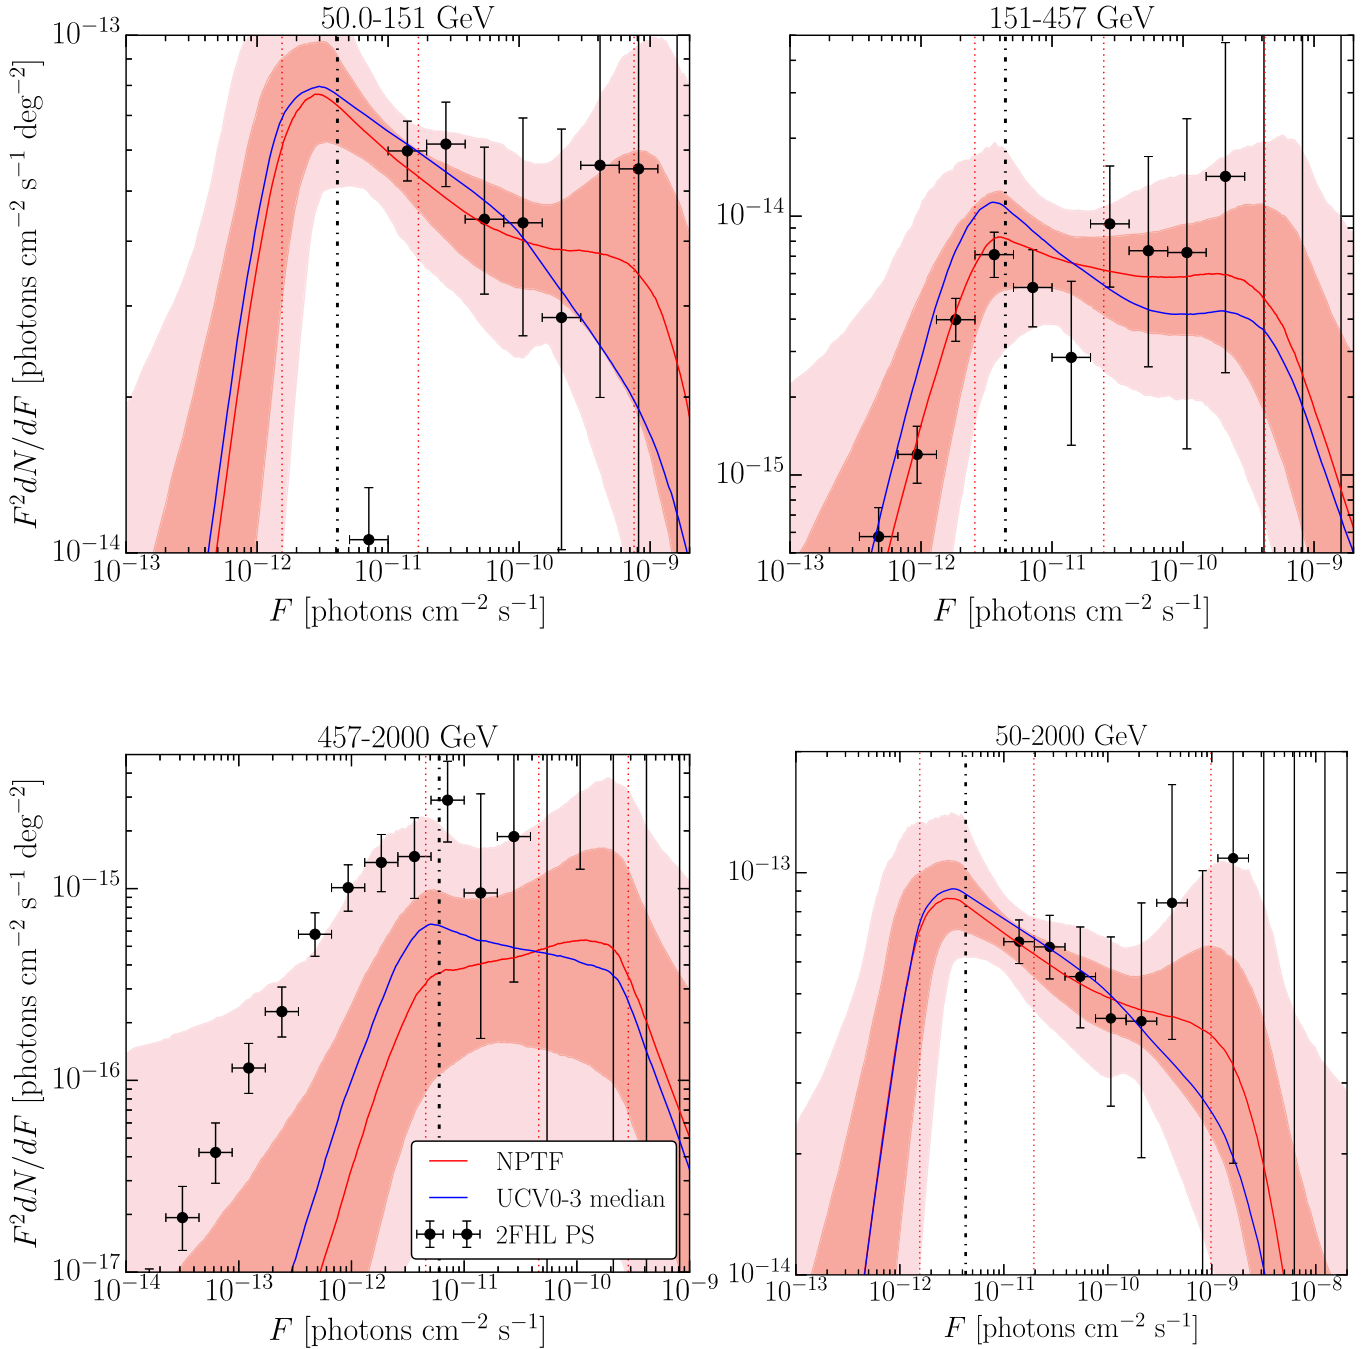 50.0-151 GeV
151-457 GeV
F²dN/dF [photons cm⁻² s⁻¹ deg⁻²]
10⁻¹³
10⁻¹⁴
10⁻¹³ 10⁻¹² 10⁻¹¹ 10⁻¹⁰ 10⁻⁹
F [photons cm⁻² s⁻¹]
10⁻¹⁴
10⁻¹⁵
10⁻¹³ 10⁻¹² 10⁻¹¹ 10⁻¹⁰ 10⁻⁹
F [photons cm⁻² s⁻¹]
457-2000 GeV
50-2000 GeV
F²dN/dF [photons cm⁻² s⁻¹ deg⁻²]
10⁻¹⁵
10⁻¹⁶
10⁻¹⁷
NPTF
UCV0-3 median
2FHL PS
10⁻¹⁴ 10⁻¹³ 10⁻¹² 10⁻¹¹ 10⁻¹⁰ 10⁻⁹
F [photons cm⁻² s⁻¹]
10⁻¹³
10⁻¹⁴
10⁻¹³ 10⁻¹² 10⁻¹¹ 10⁻¹⁰ 10⁻⁹ 10⁻⁸
F [photons cm⁻² s⁻¹]